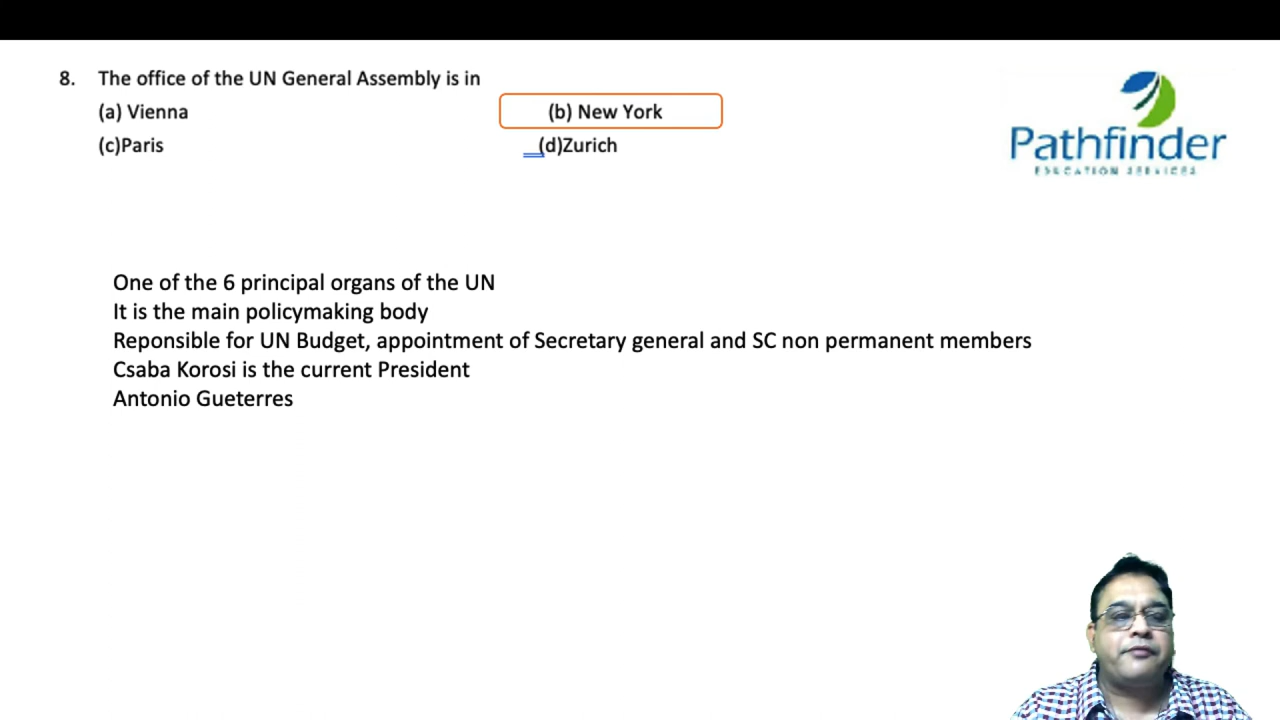 8. The office of the UN General Assembly is in
(a) Vienna (b) New York
(c)Paris (d)Zurich
Pathfinder
EDUCATION SERVICES
One of the 6 principal organs of the UN
It is the main policymaking body
Reponsible for UN Budget, appointment of Secretary general and SC non permanent members
Csaba Korosi is the current President
Antonio Gueterres